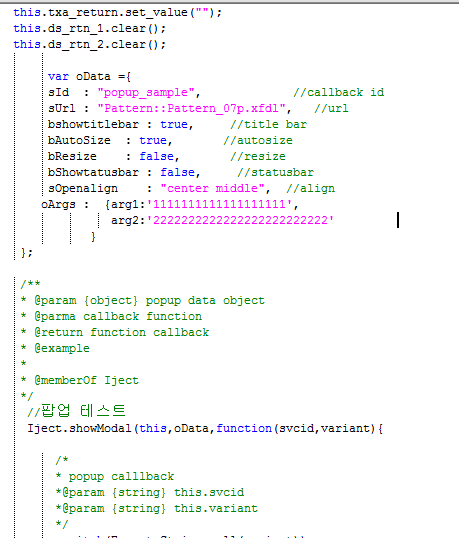 this.txa_return.set_value("");
this.ds_rtn_1.clear();
this.ds_rtn_2.clear();
var oData ={
sId : "popup_sample", //callback id
sUrl : "Pattern::Pattern_07p.xfdl", //url
bshowtitlebar : true, //title bar
bAutoSize : true, //autosize
bResize : false, //resize
bShowtatusbar : false, //statusbar
sOpenalign : "center middle", //align
oArgs : {arg1:'1111111111111111111',
arg2:'2222222222222222222222222'
}
};
/**
* @param {object} popup data object
* @parma callback function
* @return function callback
* @example
*
* @memberOf Iject
*/
//팝업 테스트
Iject.showModal(this,oData,function(svcid,variant){
/*
* popup calllback
*@param {string} this.svcid
*@param {string} this.variant
*/